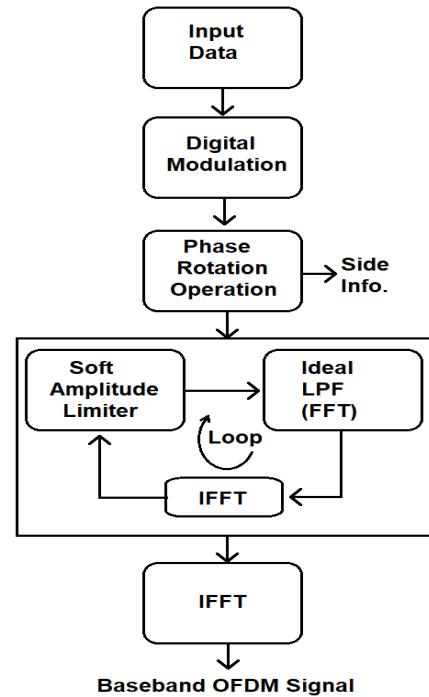 Input
Data
Digital
Modulation
Phase
Rotation
Operation
Side
Info.
Soft
Amplitude
Limiter
Ideal
LPF
(FFT)
Loop
IFFT
IFFT
Baseband OFDM Signal